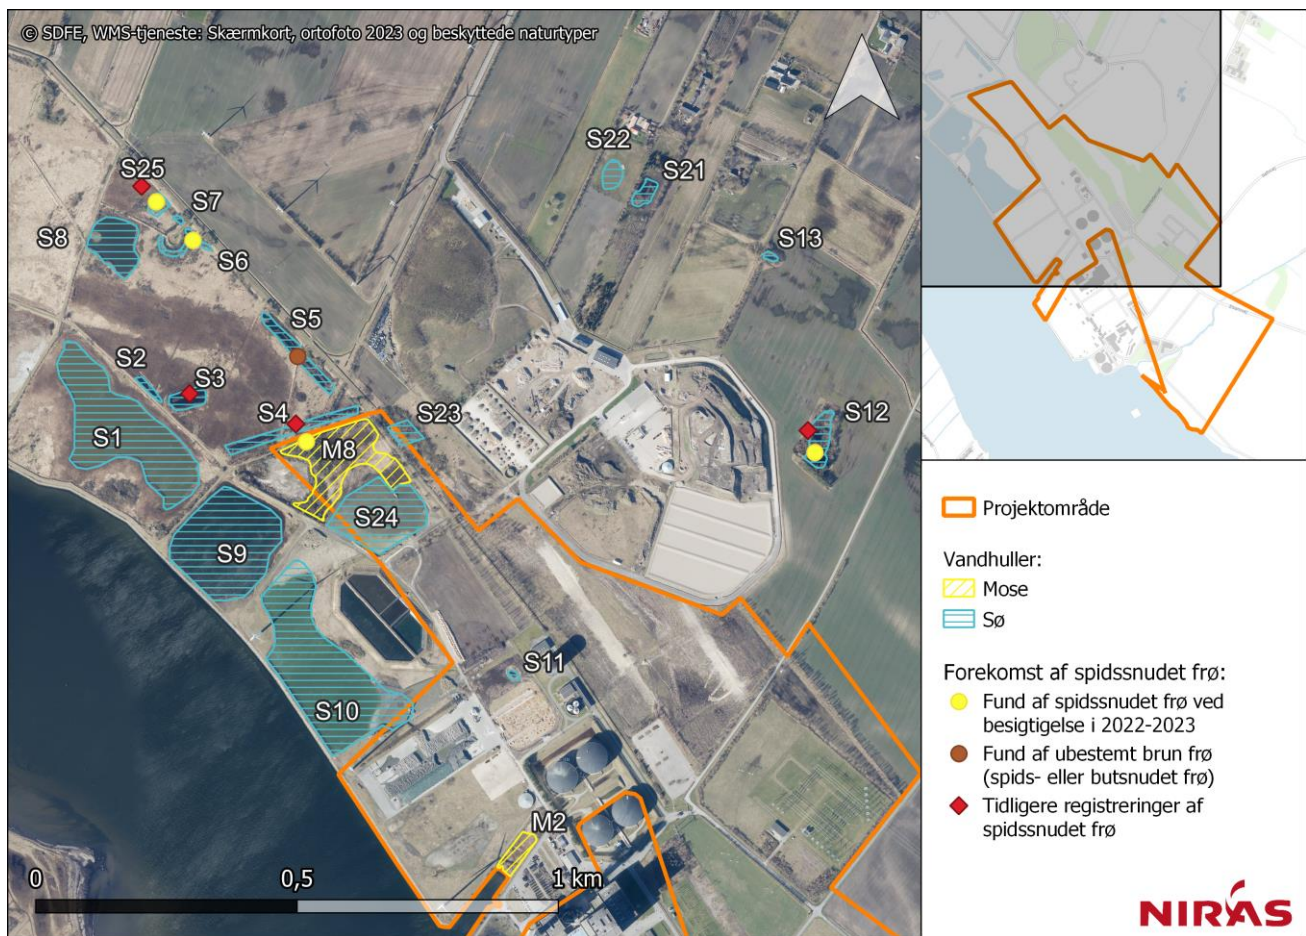 © SDFE, WMS-tjeneste: Skærmkort, ortofoto 2023 og beskyttede naturtyper
S22
S21
S25
S7
S8
S6
S13
S5
S2
S3
S4
S23
S12
S1
M8
S24
S9
S11
S10
M2
0
0,5
1 km
Projektområde
Vandhuller:
Mose
Sø
Forekomst af spidssnudet frø:
Fund af spidssnudet frø ved
besigtigelse i 2022-2023
Fund af ubestemt brun frø
(spids- eller butsnudet frø)
Tidligere registreringer af
spidssnudet frø
NIRAS